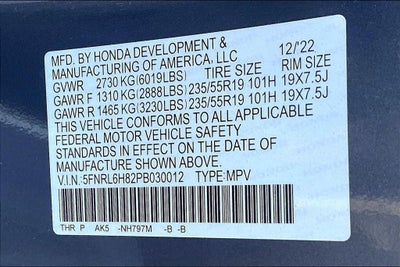 MFD. BY HONDA DEVELOPMENT &
MANUFACTURING OF AMERICA, LLC 12/'22
GVWR 2730 KG(6019LBS) TIRE SIZE RIM SIZE
GAWR F 1310 KG(2888LBS) 235/55R19 101H 19X7.5J
GAWR R 1465 KG(3230LBS) 235/55R19 101H 19X7.5J
THIS VEHICLE CONFORMS TO ALL APPLICABLE
FEDERAL MOTOR VEHICLE SAFETY
STANDARDS IN EFFECT ON THE DATE OF
MANUFACTURE SHOWN ABOVE.
V.I.N.: 5FNRL6H82PB030012 TYPE: MPV
THR P AK5 -NH797M -B -B